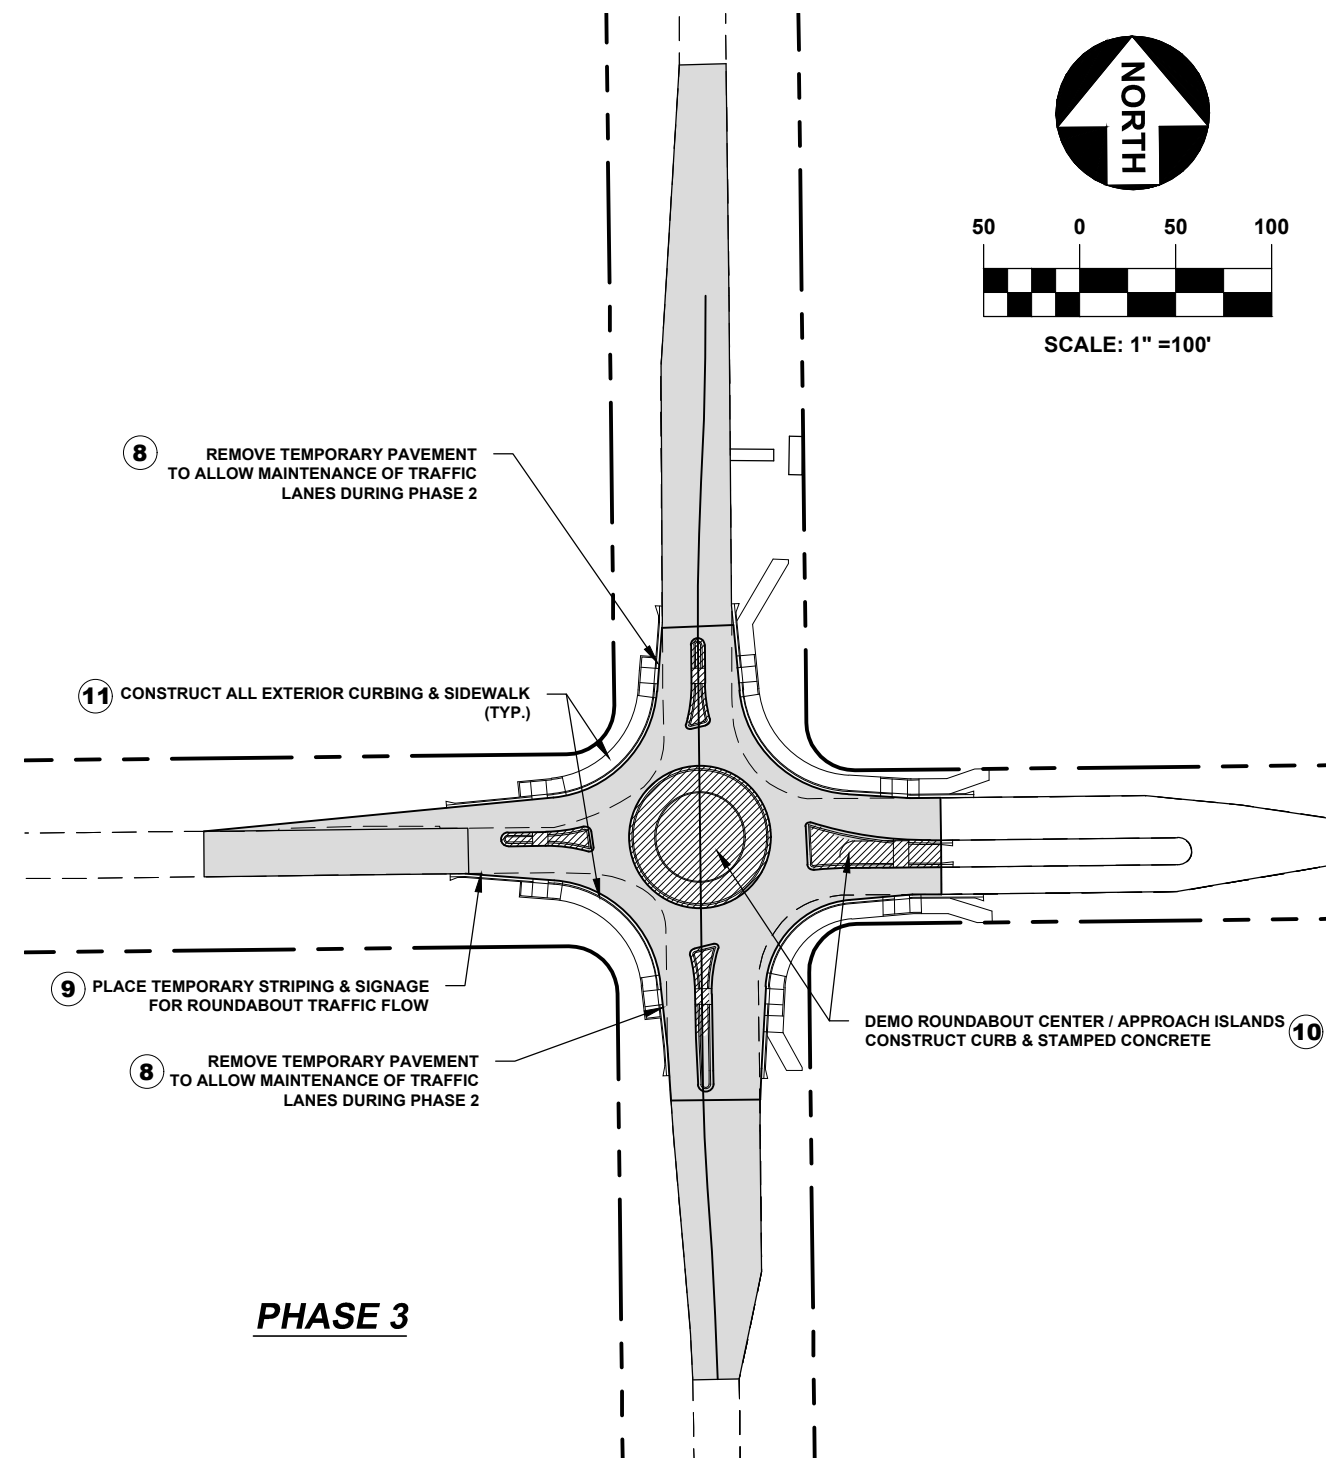 NORTH
50 0 50 100
SCALE: 1" =100'
8 REMOVE TEMPORARY PAVEMENT
TO ALLOW MAINTENANCE OF TRAFFIC
LANES DURING PHASE 2
11 CONSTRUCT ALL EXTERIOR CURBING & SIDEWALK
(TYP.)
9 PLACE TEMPORARY STRIPING & SIGNAGE
FOR ROUNDABOUT TRAFFIC FLOW
DEMO ROUNDABOUT CENTER / APPROACH ISLANDS 10
CONSTRUCT CURB & STAMPED CONCRETE
8 REMOVE TEMPORARY PAVEMENT
TO ALLOW MAINTENANCE OF TRAFFIC
LANES DURING PHASE 2
PHASE 3